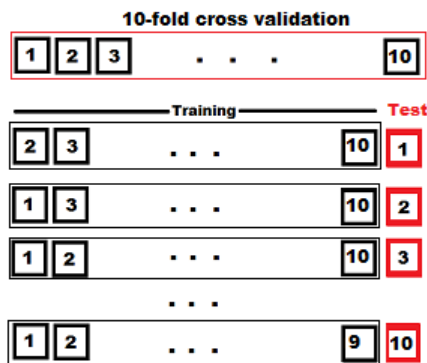 10-fold cross validation
1 2 3 . . . 10
Training Test
2 3 . . . 10 1
1 3 . . . 10 2
1 2 . . . 10 3
. . .
1 2 . . . 9 10